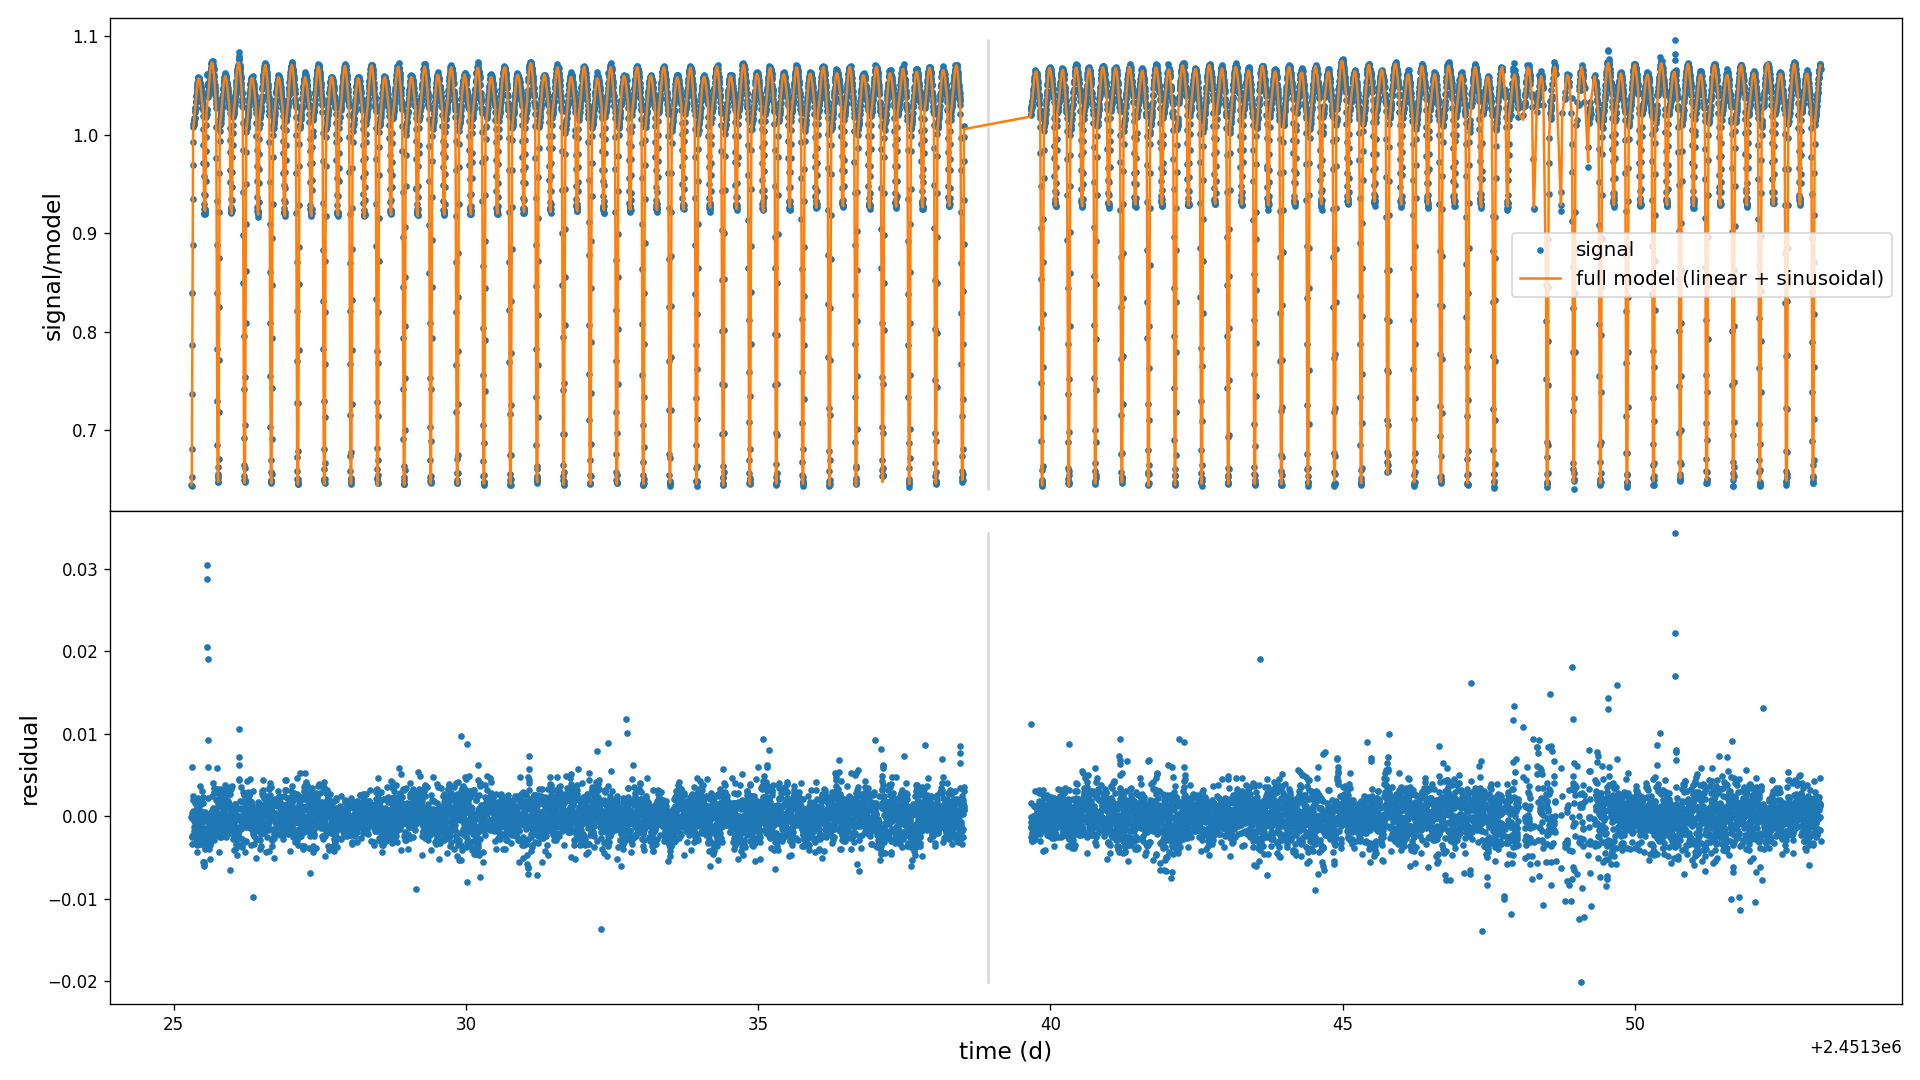 1.1
1.0
0.9
0.8
0.7
signal/model
signal
full model (linear + sinusoidal)
0.03
0.02
0.01
0.00
−0.01
−0.02
residual
25
30
35
40
45
50
time (d)
+2.4513e6